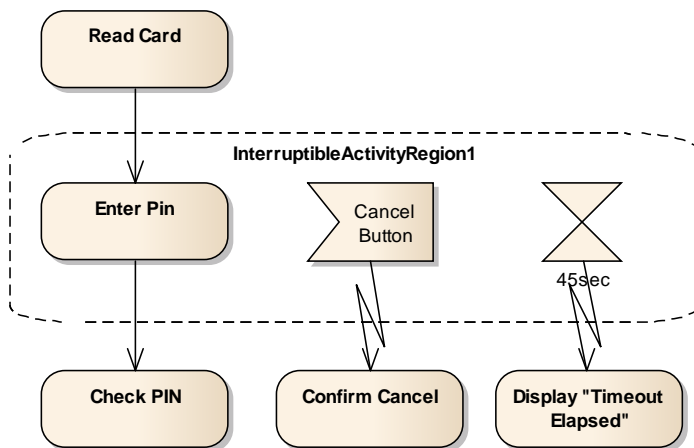 Read Card
InterruptibleActivityRegion1
Enter Pin
Cancel
Button
45sec
Check PIN
Confirm Cancel
Display "Timeout
Elapsed"